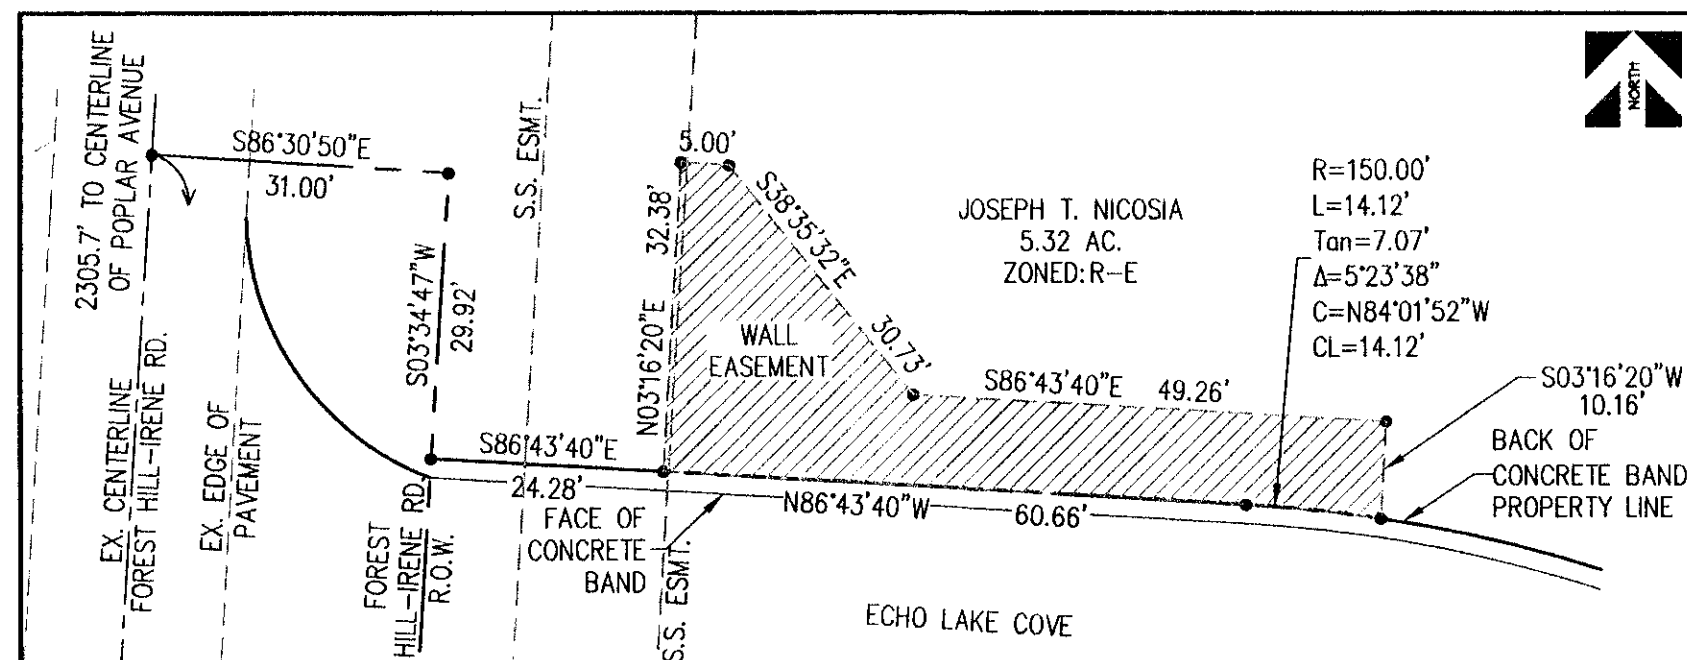 2305.7' TO CENTERLINE
OF POPLAR AVENUE
S86°30'50"E
31.00'
S.S. ESMT.
5.00'
NORTH
S03°34'47"W
29.92'
N03°16'20"E
32.38'
S38°35'32"E
30.73'
WALL
EASEMENT
JOSEPH T. NICOSIA
5.32 AC.
ZONED: R-E
R=150.00'
L=14.12'
Tan=7.07'
Δ=5°23'38"
C=N84°01'52"W
CL=14.12'
S86°43'40"E
49.26'
S03°16'20"W
10.16'
BACK OF
CONCRETE BAND
PROPERTY LINE
EX. CENTERLINE
FOREST HILL-IRENE RD.
EX. EDGE OF
PAVEMENT
FOREST
HILL-IRENE RD.
R.O.W.
S86°43'40"E
24.28'
FACE OF
CONCRETE
BAND
N86°43'40"W
60.66'
S.S. ESMT.
ECHO LAKE COVE